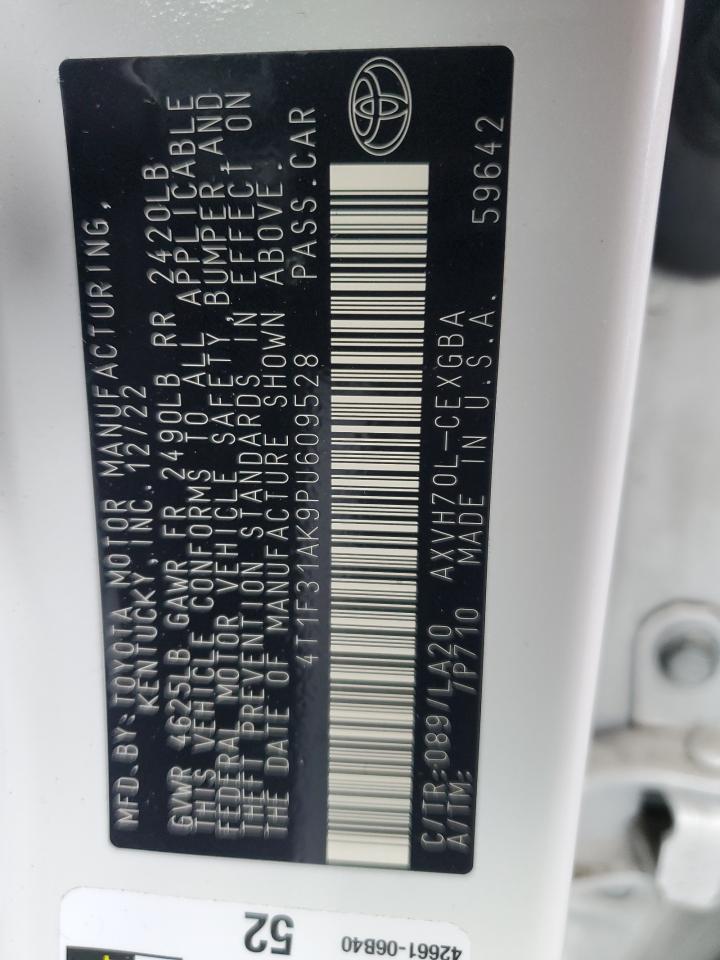 MFD.BY:TOYOTA MOTOR MANUFACTURING,
KENTUCKY,INC. 12/22
GVWR 4625LB GAWR FR 2490LB RR 2420LB
THIS VEHICLE CONFORMS TO ALL APPLICABLE
FEDERAL MOTOR VEHICLE SAFETY,BUMPER AND
THEFT PREVENTION STANDARDS IN EFFECT ON
THE DATE OF MANUFACTURE SHOWN ABOVE.
4T1F31AK9PU609528 PASS.CAR
C/TR:089/LA20 AXVH70L-CEXGBA 59642
A/TM: /P710 MADE IN U.S.A.
52
42661-06B40